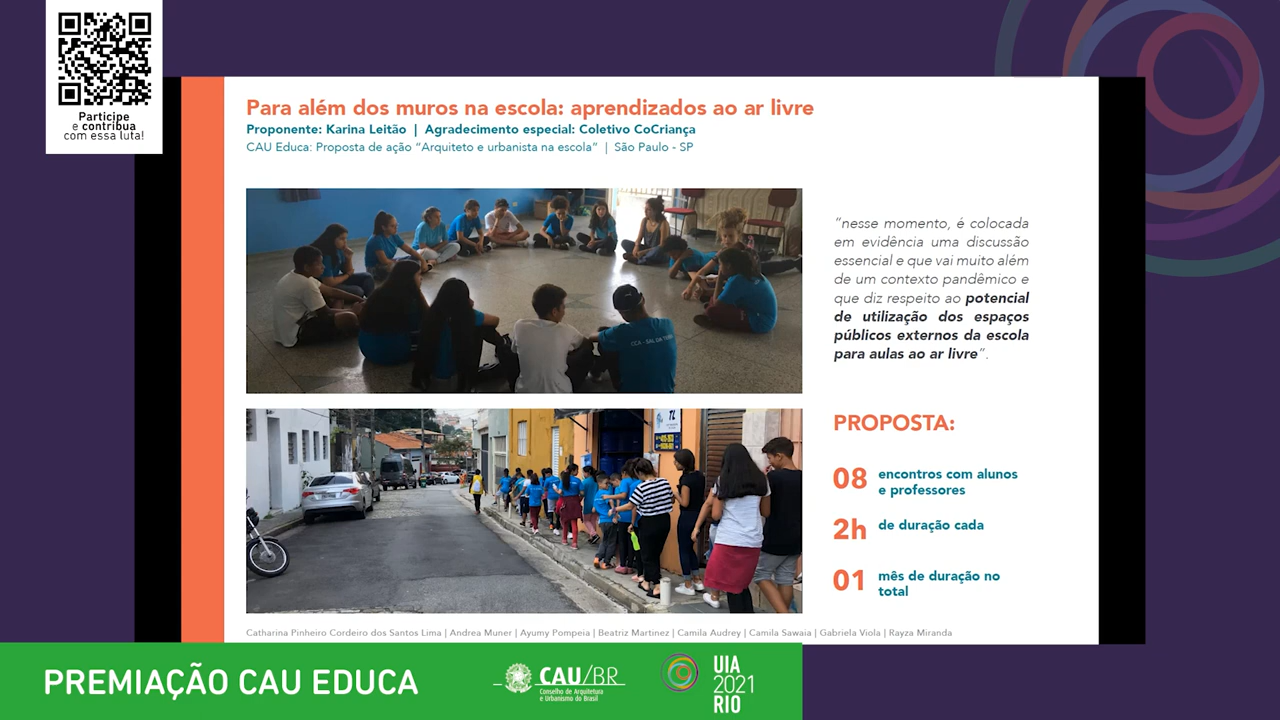 Participe
e contribua
com essa luta!
Para além dos muros na escola: aprendizados ao ar livre
Proponente: Karina Leitão | Agradecimento especial: Coletivo CoCriança
CAU Educa: Proposta de ação “Arquiteto e urbanista na escola” | São Paulo - SP
“nesse momento, é colocada
em evidência uma discussão
essencial e que vai muito além
de um contexto pandêmico e
que diz respeito ao potencial
de utilização dos espaços
públicos externos da escola
para aulas ao ar livre”.
PROPOSTA:
08 encontros com alunos
e professores
2h de duração cada
01 mês de duração no
total
Catharina Pinheiro Cordeiro dos Santos Lima | Andrea Muner | Ayumy Pompeia | Beatriz Martinez | Camila Audrey | Camila Sawaia | Gabriela Viola | Rayza Miranda
PREMIAÇÃO CAU EDUCA
CAU/BR
Conselho de Arquitetura
e Urbanismo do Brasil
UIA
2021
RIO